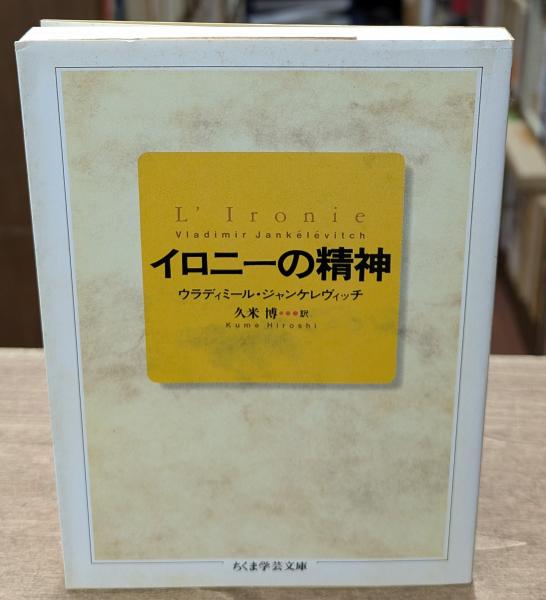 L'Ironie
Vladimir Jankélévitch
イロニーの精神
ウラディミール・ジャンケレヴィッチ
久米 博•••訳
Kume Hiroshi
ちくま学芸文庫